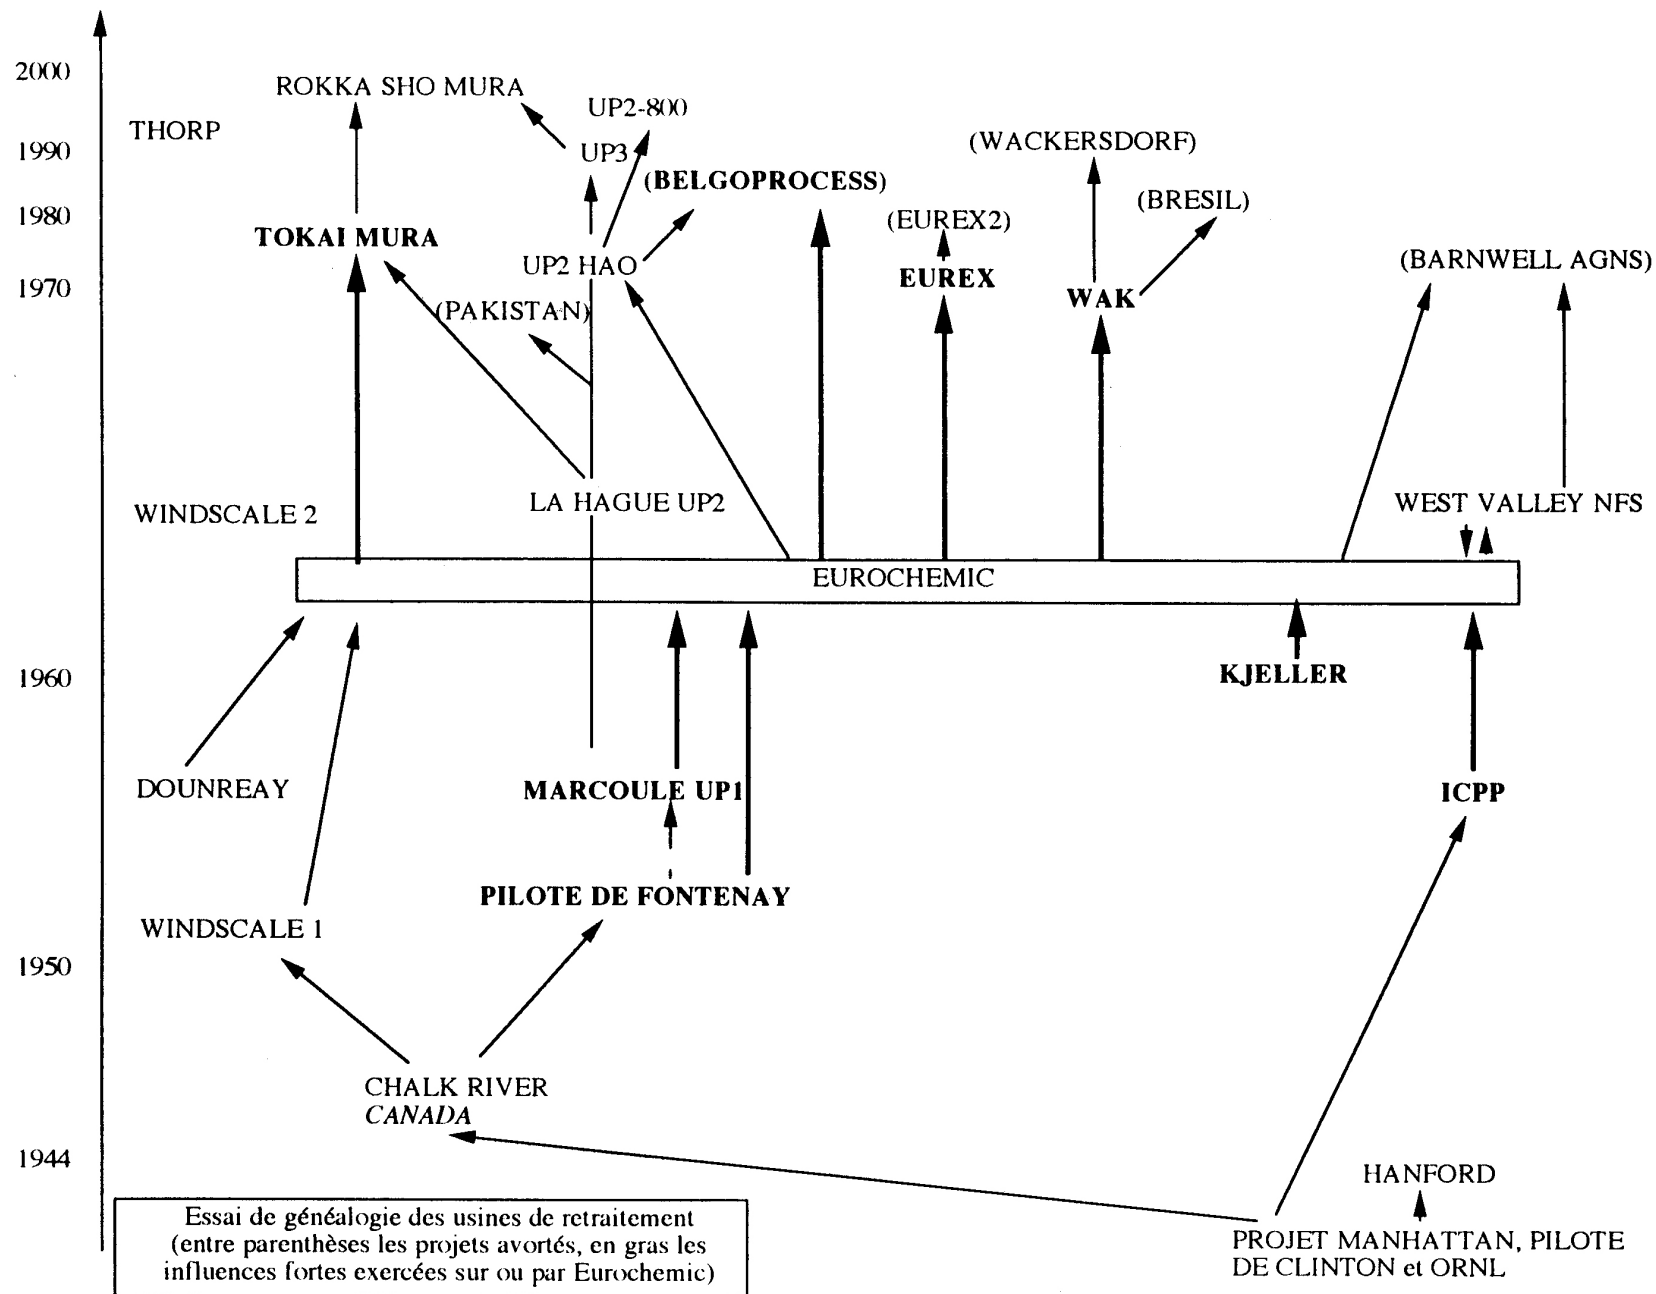 2000
ROKKA SHO MURA
UP2-800
THORP
1990
UP3
(WACKERSDORF)
(BELGOPROCESS)
(BRESIL)
1980
(EUREX2)
TOKAI MURA
UP2 HAO
(BARNWELL AGNS)
EUREX
1970
WAK
(PAKISTAN)
LA HAGUE UP2
WEST VALLEY NFS
WINDSCALE 2
EUROCHEMIC
1960
KJELLER
DOUNREAY
MARCOULE UP1
ICPP
PILOTE DE FONTENAY
WINDSCALE 1
1950
CHALK RIVER
CANADA
1944
HANFORD
PROJET MANHATTAN, PILOTE
DE CLINTON et ORNL
Essai de généalogie des usines de retraitement
(entre parenthèses les projets avortés, en gras les
influences fortes exercées sur ou par Eurochemic)